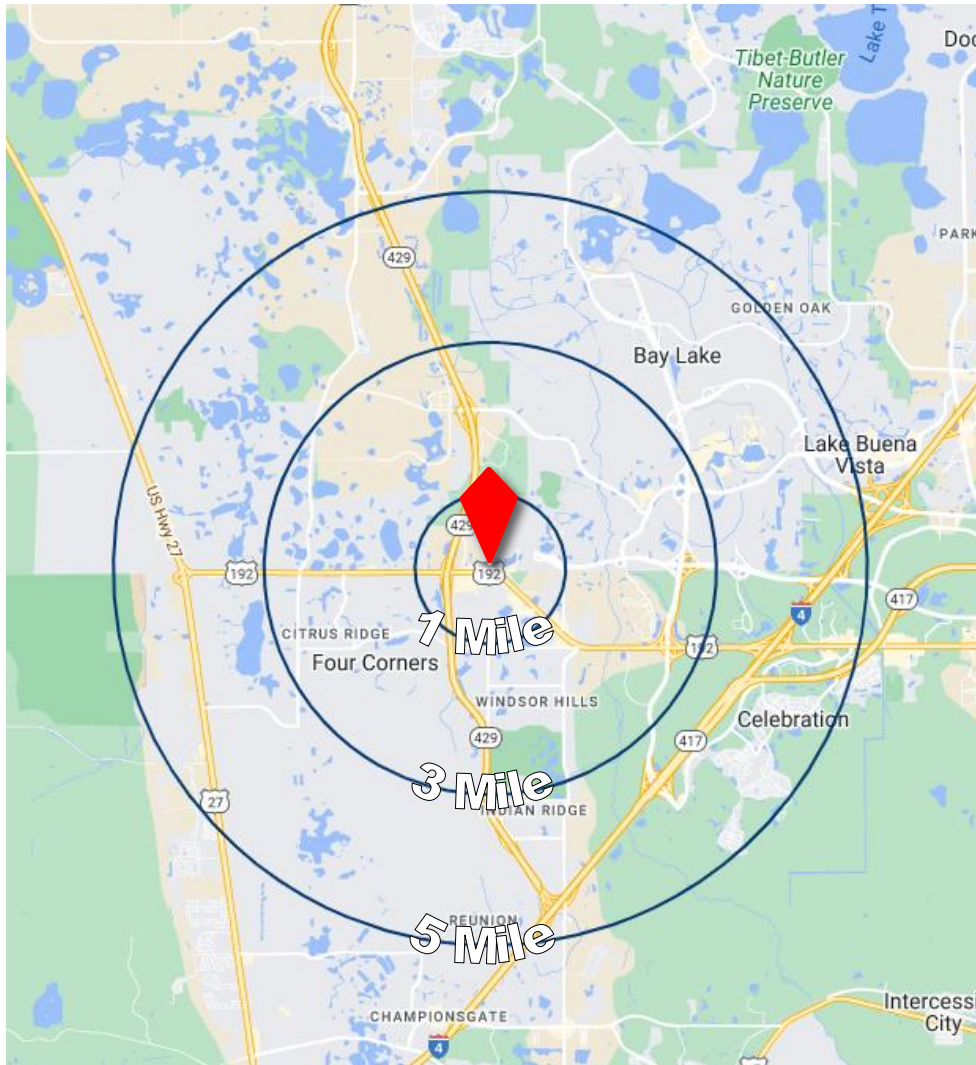 Tibet-Butler
Nature
Preserve
Lake T
Doc
PARK
429
GOLDEN OAK
Bay Lake
Lake Buena
Vista
US Hwy 27
429
192
192
417
4
1 Mile
CITRUS RIDGE
Four Corners
192
WINDSOR HILLS
Celebration
429
417
3 Mile
INDIAN RIDGE
27
REUNION
5 Mile
Intercessi
City
CHAMPIONSGATE
4